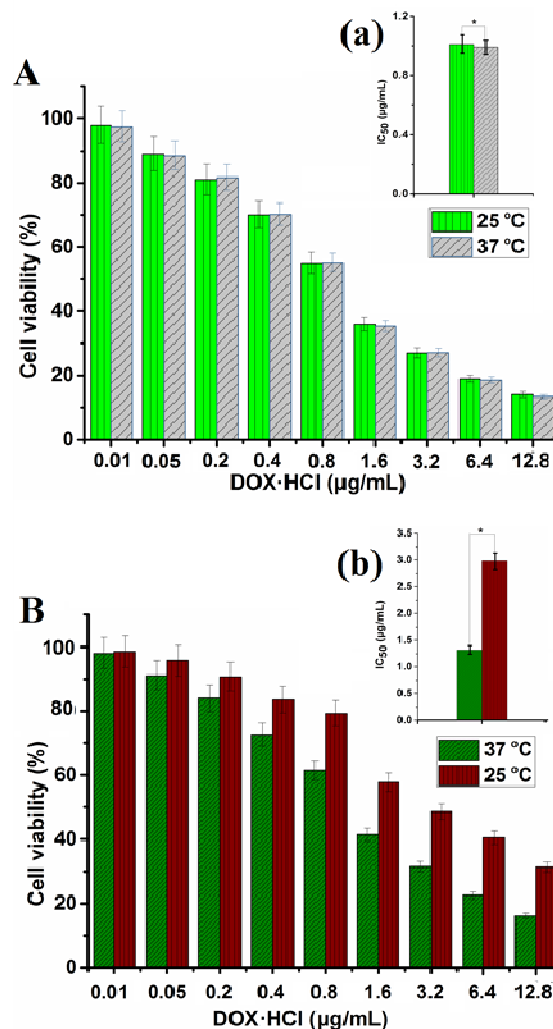 (a)
A
1.2
0.9
0.6
0.3
0.0
IC50 (μg/mL)
*
25 °C
37 °C
100
80
60
40
20
0
Cell viability (%)
0.01 0.05 0.2 0.4 0.8 1.6 3.2 6.4 12.8
DOX·HCl (μg/mL)
(b)
B
3.5
3.0
2.5
2.0
1.5
1.0
0.5
0.0
IC50 (μg/mL)
*
37 °C
25 °C
100
80
60
40
20
0
Cell viability (%)
0.01 0.05 0.2 0.4 0.8 1.6 3.2 6.4 12.8
DOX·HCl (μg/mL)